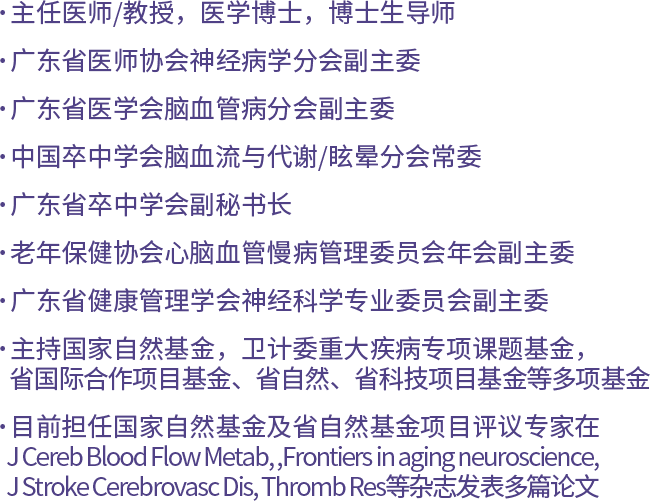 ·主任医师/教授，医学博士，博士生导师
·广东省医师协会神经病学分会副主委
·广东省医学会脑血管病分会副主委
·中国卒中学会脑血流与代谢/眩晕分会常委
·广东省卒中学会副秘书长
·老年保健协会心脑血管慢病管理委员会年会副主委
·广东省健康管理学会神经科学专业委员会副主委
·主持国家自然基金，卫计委重大疾病专项课题基金，
省国际合作项目基金、省自然、省科技项目基金等多项基金
·目前担任国家自然基金及省自然基金项目评议专家在
J Cereb Blood Flow Metab, ,Frontiers in aging neuroscience,
J Stroke Cerebrovasc Dis, Thromb Res等杂志发表多篇论文